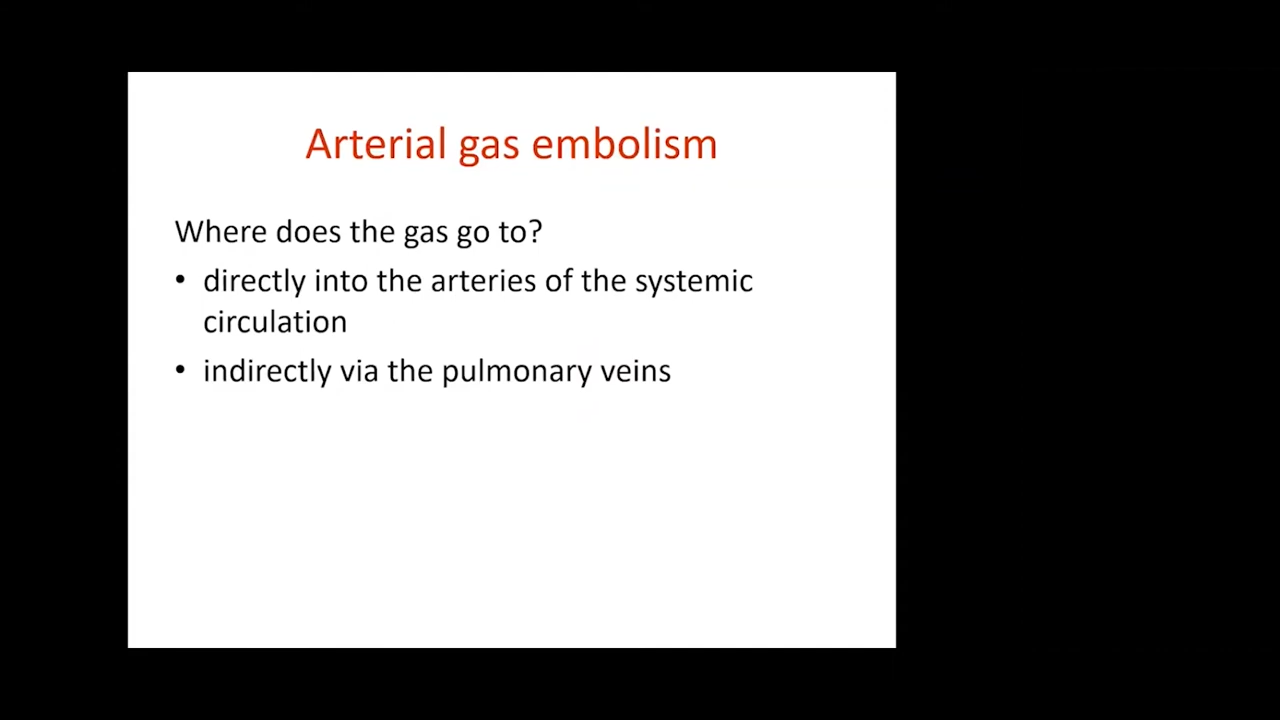 Arterial gas embolism
Where does the gas go to?
• directly into the arteries of the systemic
circulation
• indirectly via the pulmonary veins